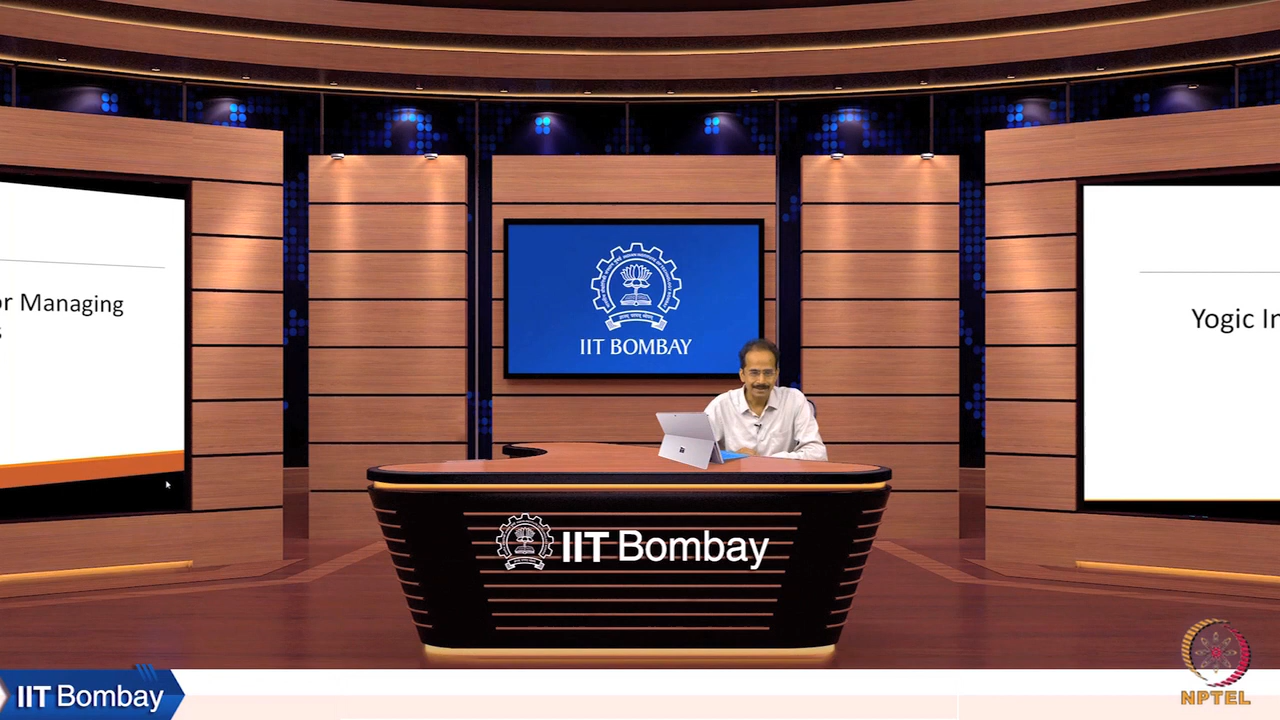 or Managing
Yogic In
IIT BOMBAY
IIT Bombay
IIT Bombay
NPTEL